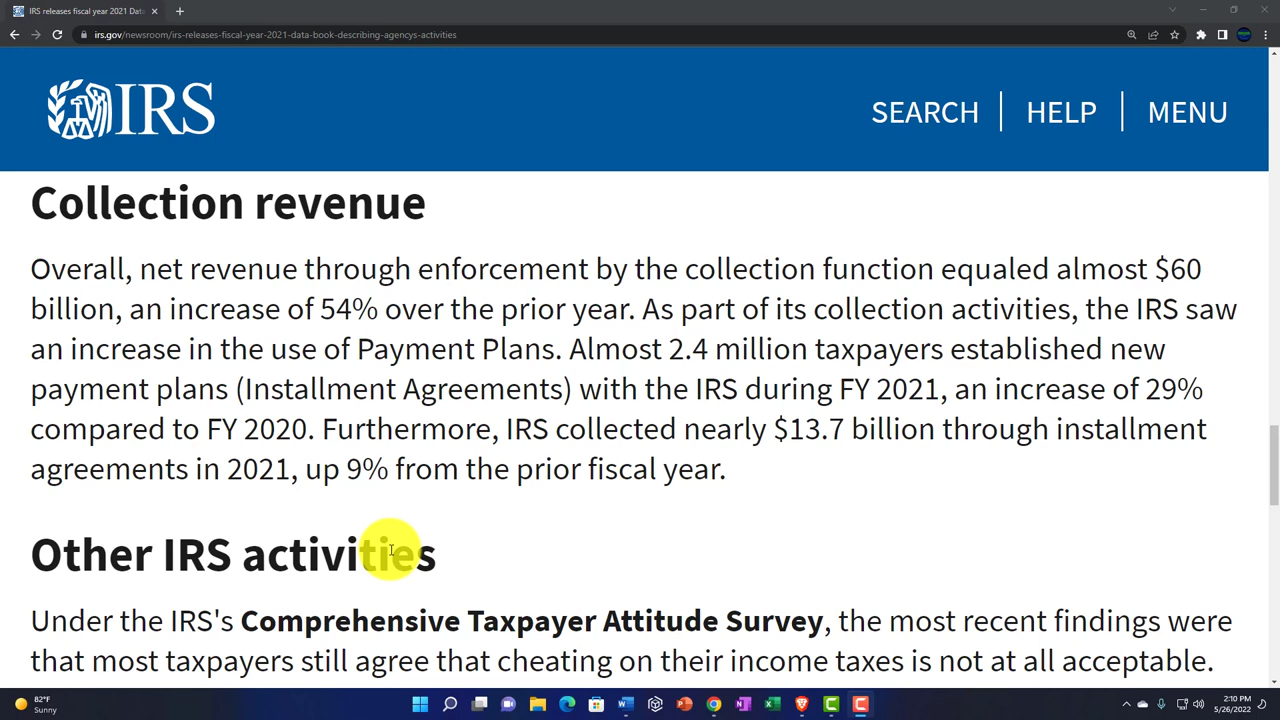 IRS releases fiscal year 2021 Dat
irs.gov/newsroom/irs-releases-fiscal-year-2021-data-book-describing-agencys-activities
IRS
SEARCH
HELP
MENU
Collection revenue
Overall, net revenue through enforcement by the collection function equaled almost $60
billion, an increase of 54% over the prior year. As part of its collection activities, the IRS saw
an increase in the use of Payment Plans. Almost 2.4 million taxpayers established new
payment plans (Installment Agreements) with the IRS during FY 2021, an increase of 29%
compared to FY 2020. Furthermore, IRS collected nearly $13.7 billion through installment
agreements in 2021, up 9% from the prior fiscal year.
Other IRS activities
Under the IRS's Comprehensive Taxpayer Attitude Survey, the most recent findings were
that most taxpayers still agree that cheating on their income taxes is not at all acceptable.
82°F
Sunny
2:10 PM
5/26/2022